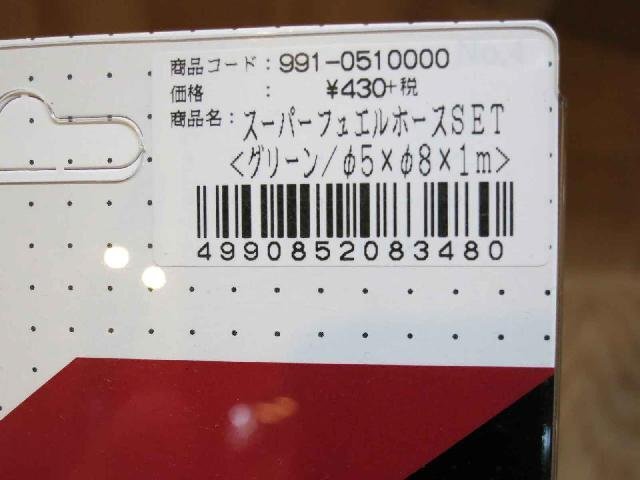 商品コード：991-0510000
価格　　：　¥430+税
商品名：スーパーフュエルホースSET
<グリーン/φ5×φ8×1m>
4990852083480